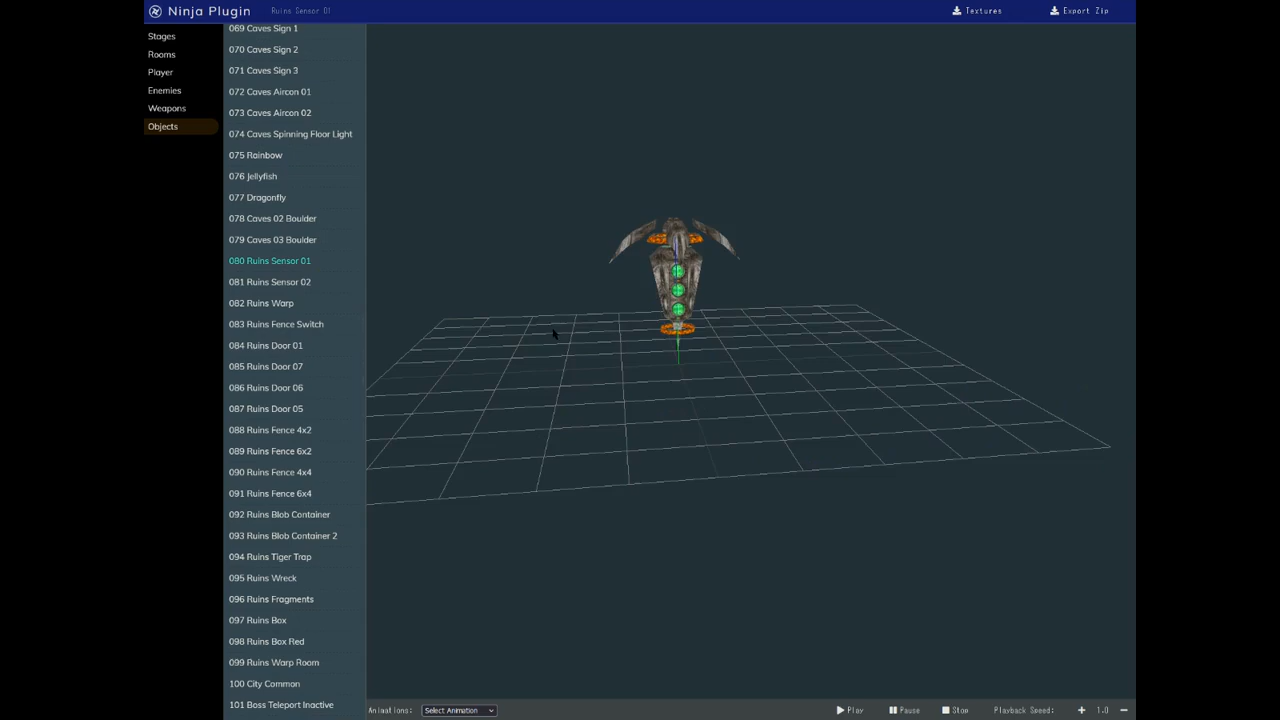 Ninja Plugin
Ruins Sensor 01
Textures
Export Zip
Stages
Rooms
Player
Enemies
Weapons
Objects
069 Caves Sign 1
070 Caves Sign 2
071 Caves Sign 3
072 Caves Aircon 01
073 Caves Aircon 02
074 Caves Spinning Floor Light
075 Rainbow
076 Jellyfish
077 Dragonfly
078 Caves 02 Boulder
079 Caves 03 Boulder
080 Ruins Sensor 01
081 Ruins Sensor 02
082 Ruins Warp
083 Ruins Fence Switch
084 Ruins Door 01
085 Ruins Door 07
086 Ruins Door 06
087 Ruins Door 05
088 Ruins Fence 4x2
089 Ruins Fence 6x2
090 Ruins Fence 4x4
091 Ruins Fence 6x4
092 Ruins Blob Container
093 Ruins Blob Container 2
094 Ruins Tiger Trap
095 Ruins Wreck
096 Ruins Fragments
097 Ruins Box
098 Ruins Box Red
099 Ruins Warp Room
100 City Common
101 Boss Teleport Inactive
Animations: Select Animation
Play
Pause
Stop
Playback Speed: + 1.0 −